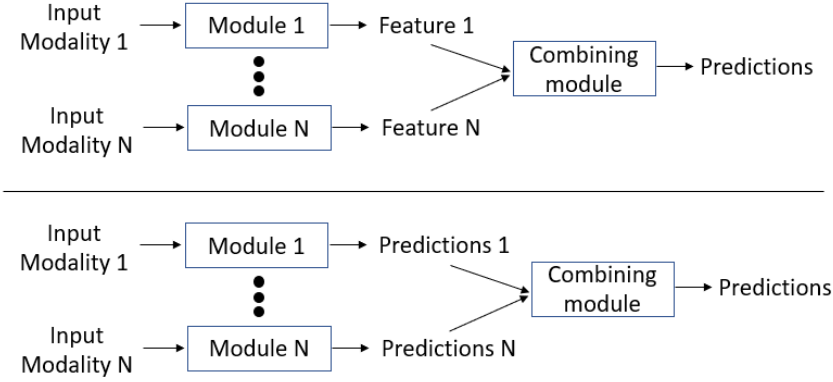 Input
Modality 1
Module 1
Feature 1
Combining
module
Predictions
Input
Modality N
Module N
Feature N
Input
Modality 1
Module 1
Predictions 1
Combining
module
Predictions
Input
Modality N
Module N
Predictions N